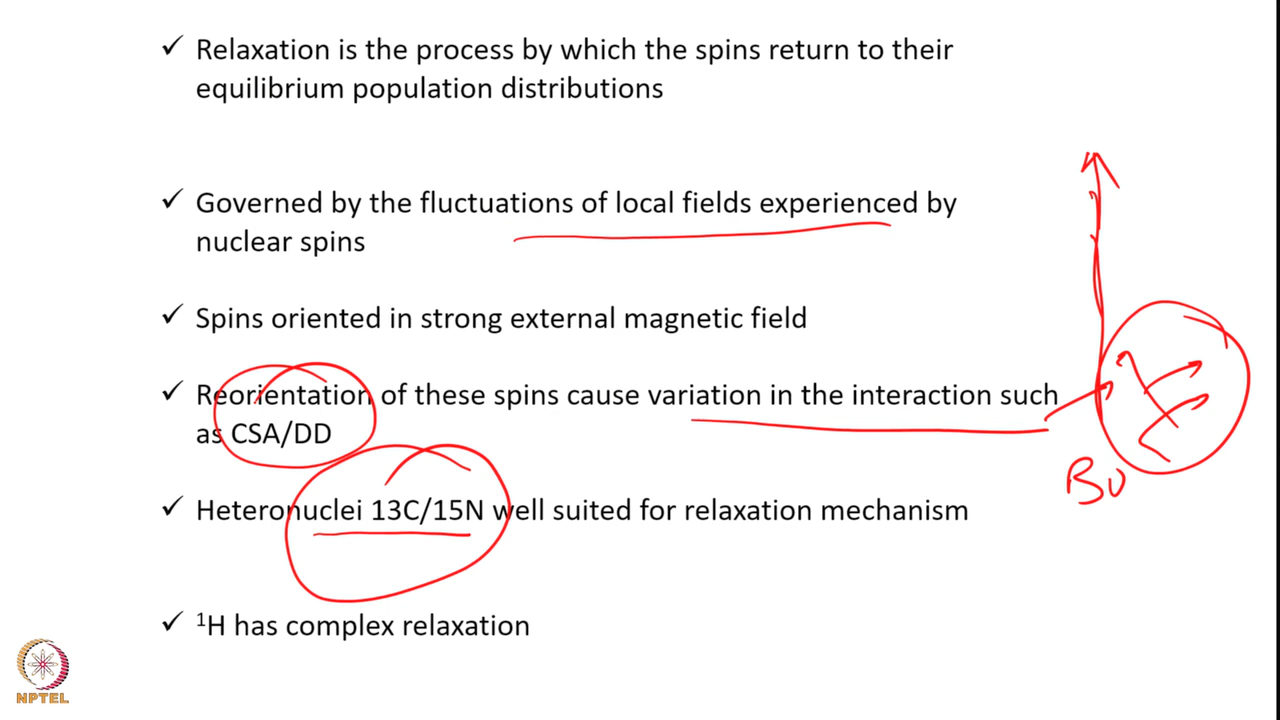 ✓ Relaxation is the process by which the spins return to their
equilibrium population distributions
✓ Governed by the fluctuations of local fields experienced by
nuclear spins
✓ Spins oriented in strong external magnetic field
✓ Reorientation of these spins cause variation in the interaction such
as CSA/DD
B0
✓ Heteronuclei 13C/15N well suited for relaxation mechanism
✓ ¹H has complex relaxation
NPTEL